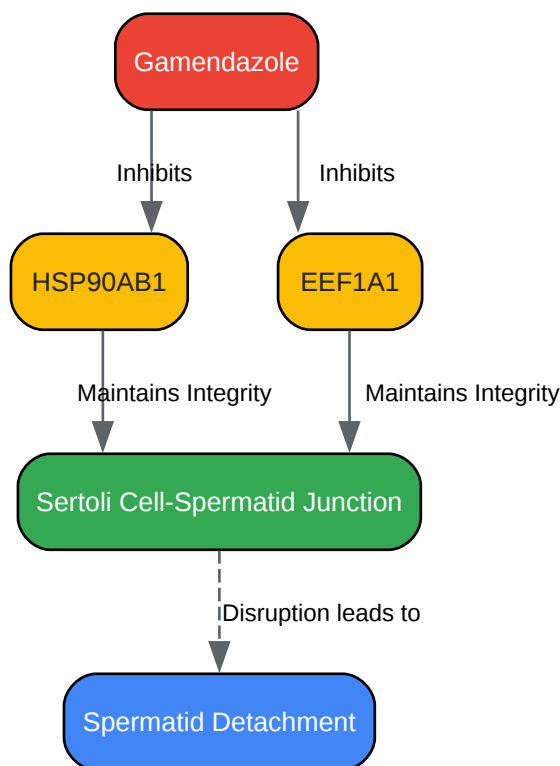 Gamendazole
Inhibits
Inhibits
HSP90AB1
EEF1A1
Maintains Integrity
Maintains Integrity
Sertoli Cell-Spermatid Junction
Disruption leads to
Spermatid Detachment